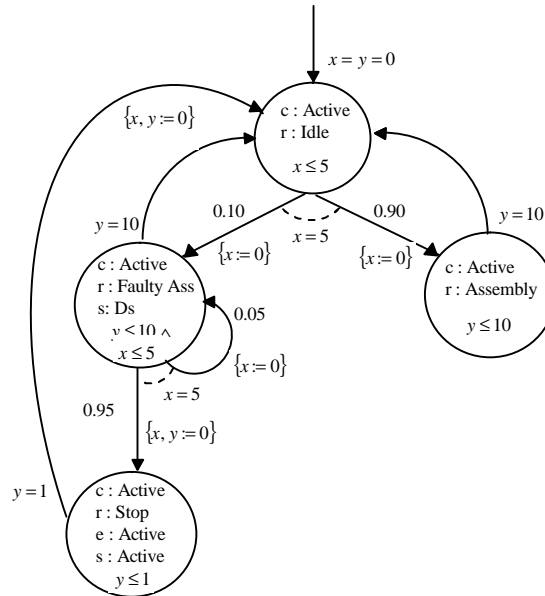 x = y = 0
{x, y := 0}
c : Active
r : Idle
x ≤ 5
y = 10
0.10
0.90
x = 5
{x := 0}
{x := 0}
y = 10
c : Active
r : Faulty Ass
s: Ds
y ≤ 10 ^
x ≤ 5
c : Active
r : Assembly
y ≤ 10
0.05
{x := 0}
x = 5
0.95
{x, y := 0}
y = 1
c : Active
r : Stop
e : Active
s : Active
y ≤ 1